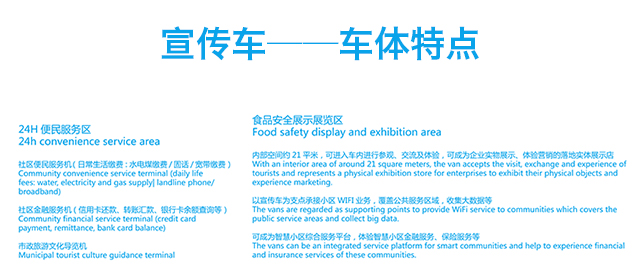 宣传车——车体特点
24H 便民服务区
24h convenience service area
社区便民服务机 ( 日常生活缴费 : 水电煤缴费 / 固话 / 宽带缴费 )
Community convenience service terminal (daily life
fees: water, electricity and gas supply| landline phone/
broadband)
社区金融服务机 ( 信用卡还款、转账汇款、银行卡余额查询等 )
Community financial service terminal (credit card
payment, remittance, bank card balance)
市政旅游文化导览机
Municipal tourist culture guidance terminal
食品安全展示展览区
Food safety display and exhibition area
内部空间约 21 平米，可进入车内进行参观、交流及体验，可成为企业实物展示、体验营销的落地实体展示店
With an interior area of around 21 square meters, the van accepts the visit, exchange and experience of
tourists and represents a physical exhibition store for enterprises to exhibit their physical objects and
experience marketing.
以宣传车为支点承接小区 WIFI 业务，覆盖公共服务区域，收集大数据等
The vans are regarded as supporting points to provide WiFi service to communities which covers the
public service areas and collect big data.
可成为智慧小区综合服务平台，体验智慧小区金融服务、保险服务等
The vans can be an integrated service platform for smart communities and help to experience financial
and insurance services of these communities.